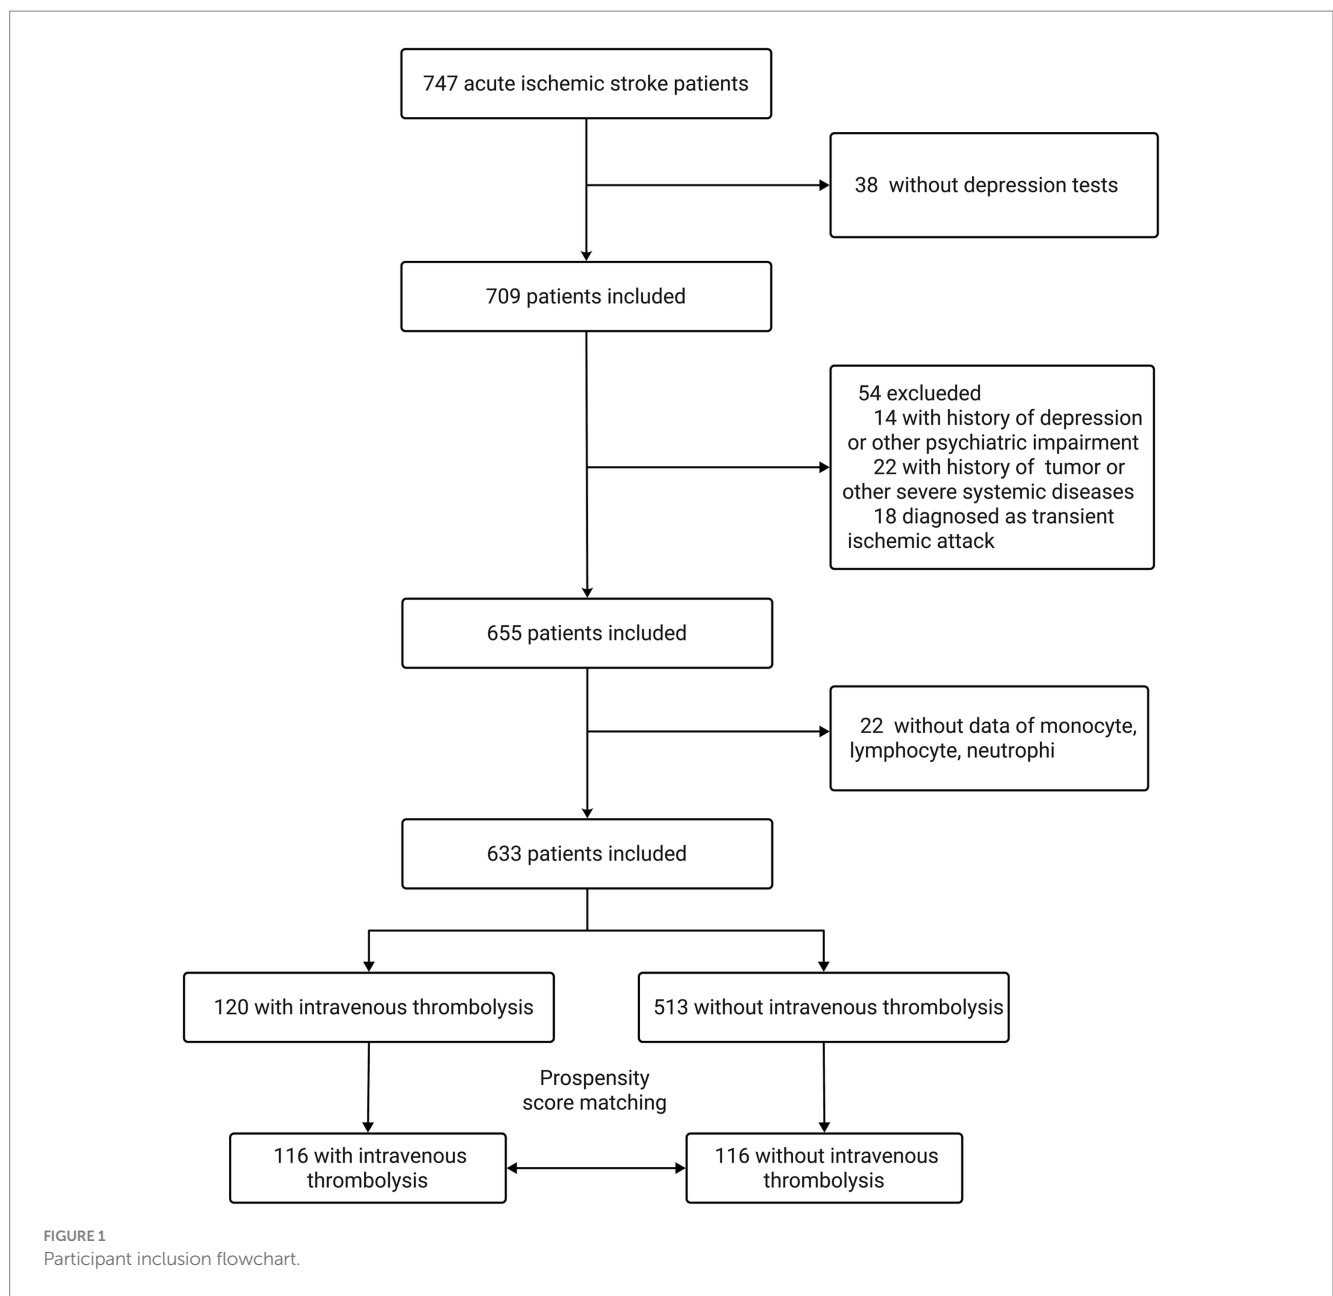 747 acute ischemic stroke patients
38 without depression tests
709 patients included
54 exclueded
14 with history of depression
or other psychiatric impairment
22 with history of tumor or
other severe systemic diseases
18 diagnosed as transient
ischemic attack
655 patients included
22 without data of monocyte,
lymphocyte, neutrophi
633 patients included
120 with intravenous thrombolysis
513 without intravenous thrombolysis
Prospensity
score matching
116 with intravenous
thrombolysis
116 without intravenous
thrombolysis
FIGURE 1
Participant inclusion flowchart.